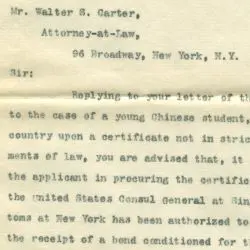 Mr. Walter S. Carter,
Attorney-at-Law,
96 Broadway, New York, N.Y.
Sir:
Replying to your letter of th
to the case of a young Chinese student,
country upon a certificate not in stric
ments of law, you are advised that, it
the applicant in procuring the certific
the United States Consul General at Sin
toms at New York has been authorized to
the receipt of a bond conditioned for t